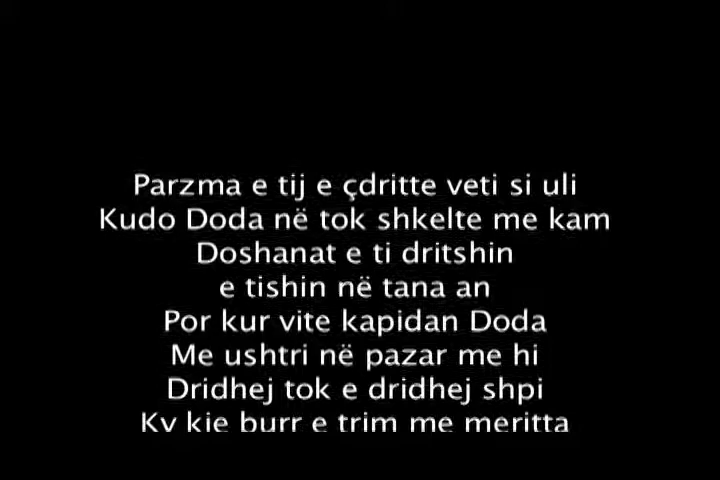 Parzma e tij e çdritte veti si uli
Kudo Doda në tok shkelte me kam
Doshanat e ti dritshin
e tishin në tana an
Por kur vite kapidan Doda
Me ushtri në pazar me hi
Dridhej tok e dridhej shpi
Ky kie burr e trim me meritta